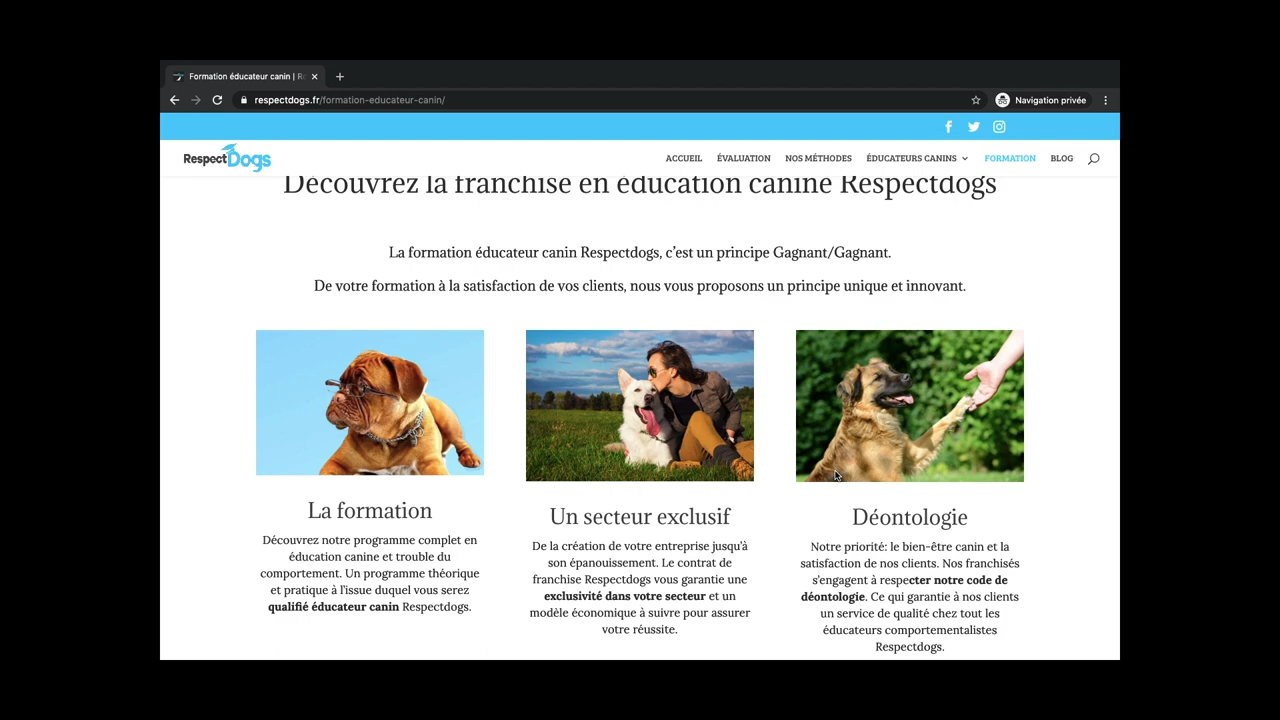 Formation éducateur canin | Re
respectdogs.fr/formation-educateur-canin/
Navigation privée
RespectDogs
ACCUEIL
ÉVALUATION
NOS MÉTHODES
ÉDUCATEURS CANINS
FORMATION
BLOG
Découvrez la franchise en éducation canine Respectdogs
La formation éducateur canin Respectdogs, c’est un principe Gagnant/Gagnant.
De votre formation à la satisfaction de vos clients, nous vous proposons un principe unique et innovant.
La formation
Découvrez notre programme complet en
éducation canine et trouble du
comportement. Un programme théorique
et pratique à l’issue duquel vous serez
qualifié éducateur canin Respectdogs.
Un secteur exclusif
De la création de votre entreprise jusqu’à
son épanouissement. Le contrat de
franchise Respectdogs vous garantie une
exclusivité dans votre secteur et un
modèle économique à suivre pour assurer
votre réussite.
Déontologie
Notre priorité: le bien-être canin et la
satisfaction de nos clients. Nos franchisés
s’engagent à respecter notre code de
déontologie. Ce qui garantie à nos clients
un service de qualité chez tout les
éducateurs comportementalistes
Respectdogs.